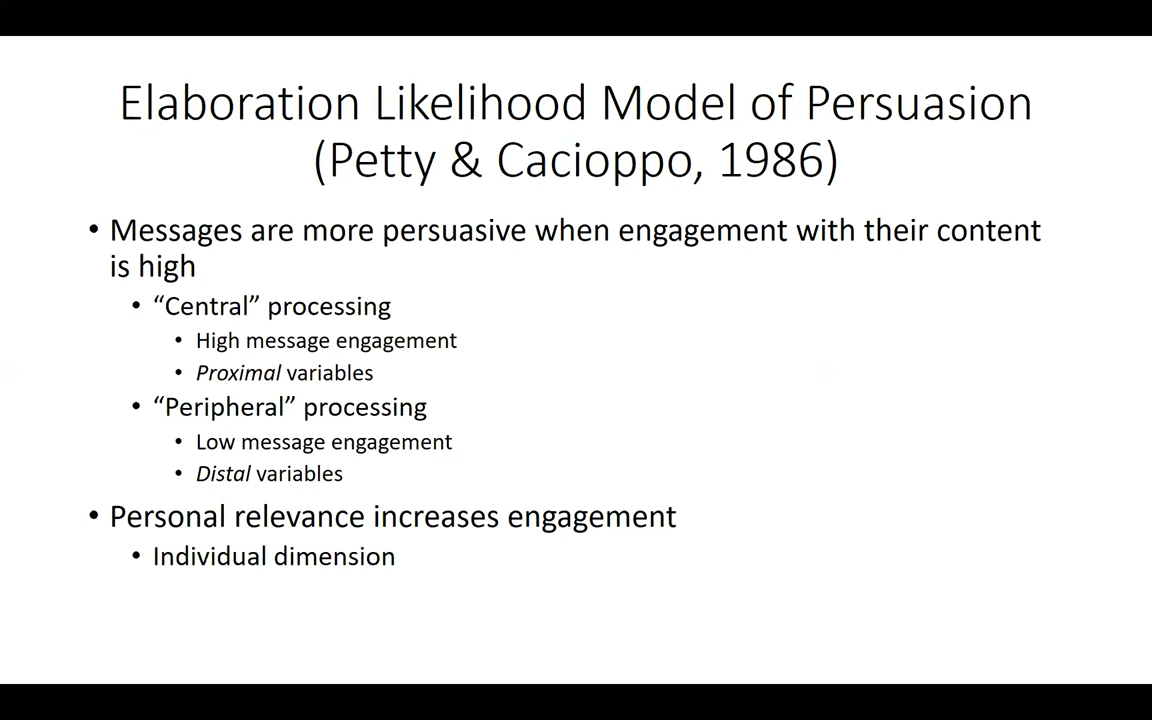 Elaboration Likelihood Model of Persuasion
(Petty & Cacioppo, 1986)
• Messages are more persuasive when engagement with their content
is high
• “Central” processing
• High message engagement
• Proximal variables
• “Peripheral” processing
• Low message engagement
• Distal variables
• Personal relevance increases engagement
• Individual dimension